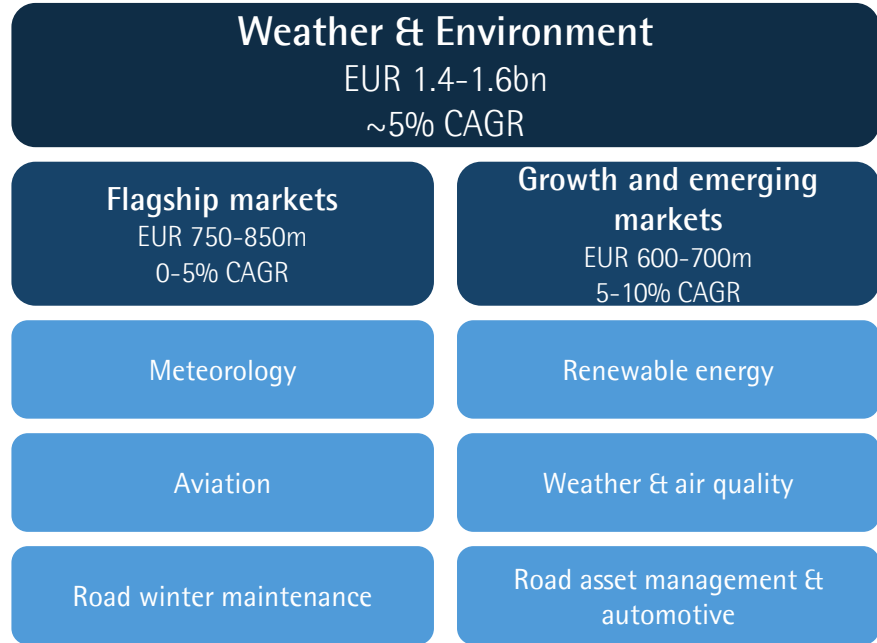 Weather & Environment
EUR 1.4-1.6bn
~5% CAGR
Flagship markets
EUR 750-850m
0-5% CAGR
Growth and emerging
markets
EUR 600-700m
5-10% CAGR
Meteorology
Renewable energy
Aviation
Weather & air quality
Road winter maintenance
Road asset management &
automotive